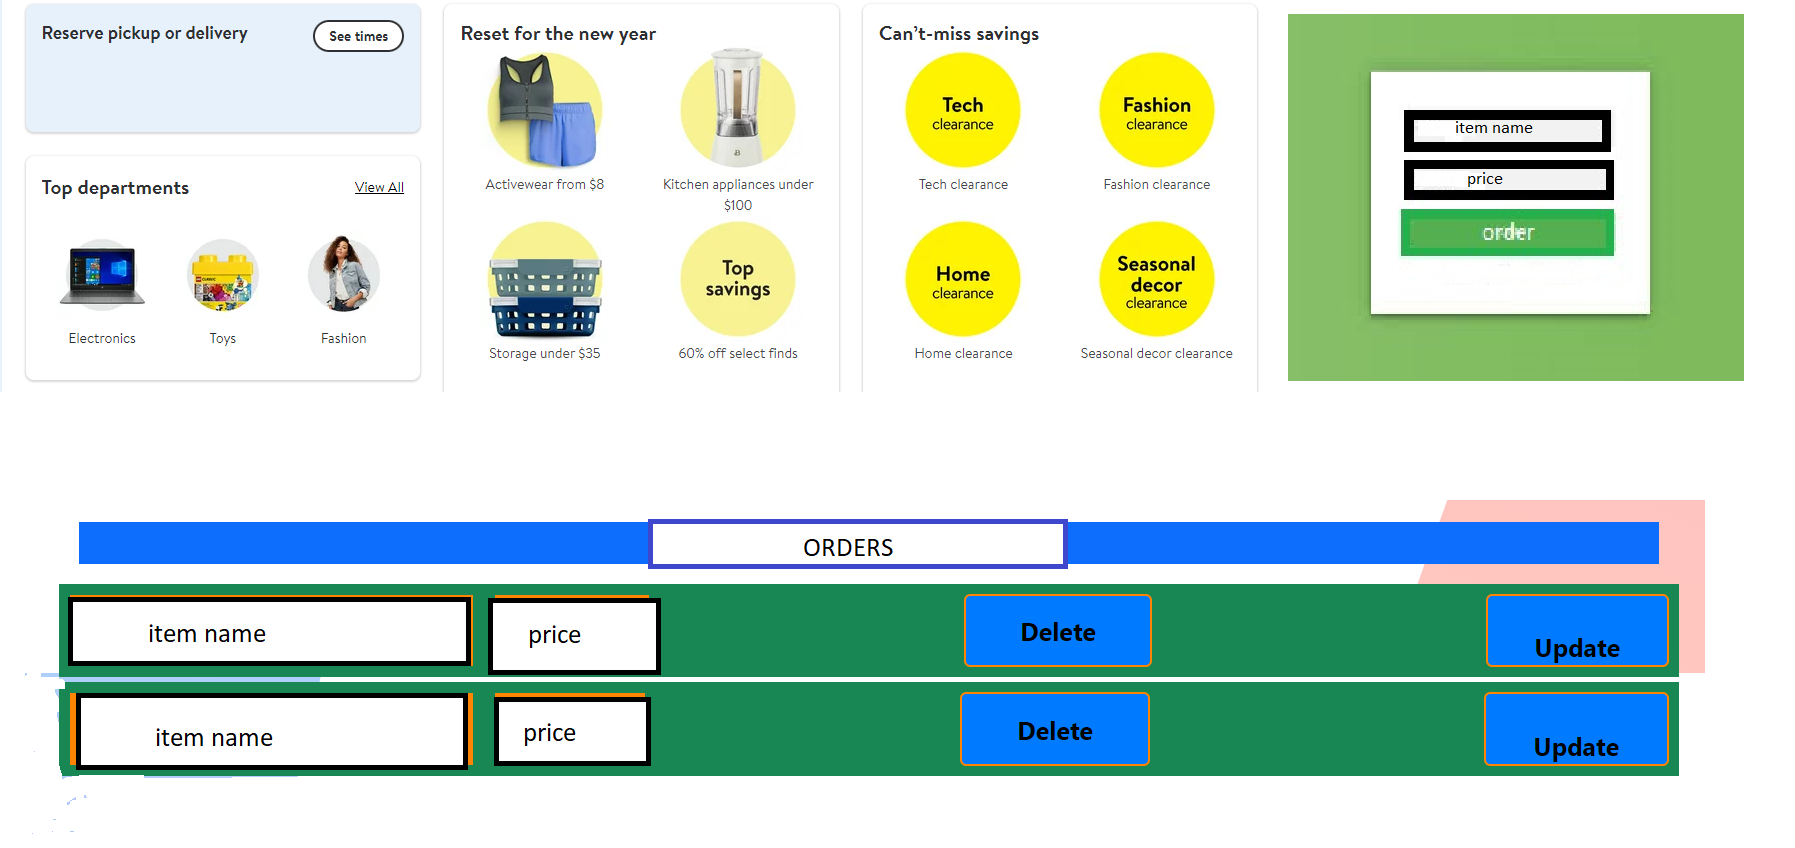 Reserve pickup or delivery
See times
Top departments
View All
Electronics
Toys
Fashion
Reset for the new year
Activewear from $8
Kitchen appliances under
$100
Top
savings
Storage under $35
60% off select finds
Can't-miss savings
Tech
clearance
Fashion
clearance
Tech clearance
Fashion clearance
Home
clearance
Seasonal
decor
clearance
Home clearance
Seasonal decor clearance
item name
price
order
ORDERS
item name
price
Delete
Update
item name
price
Delete
Update